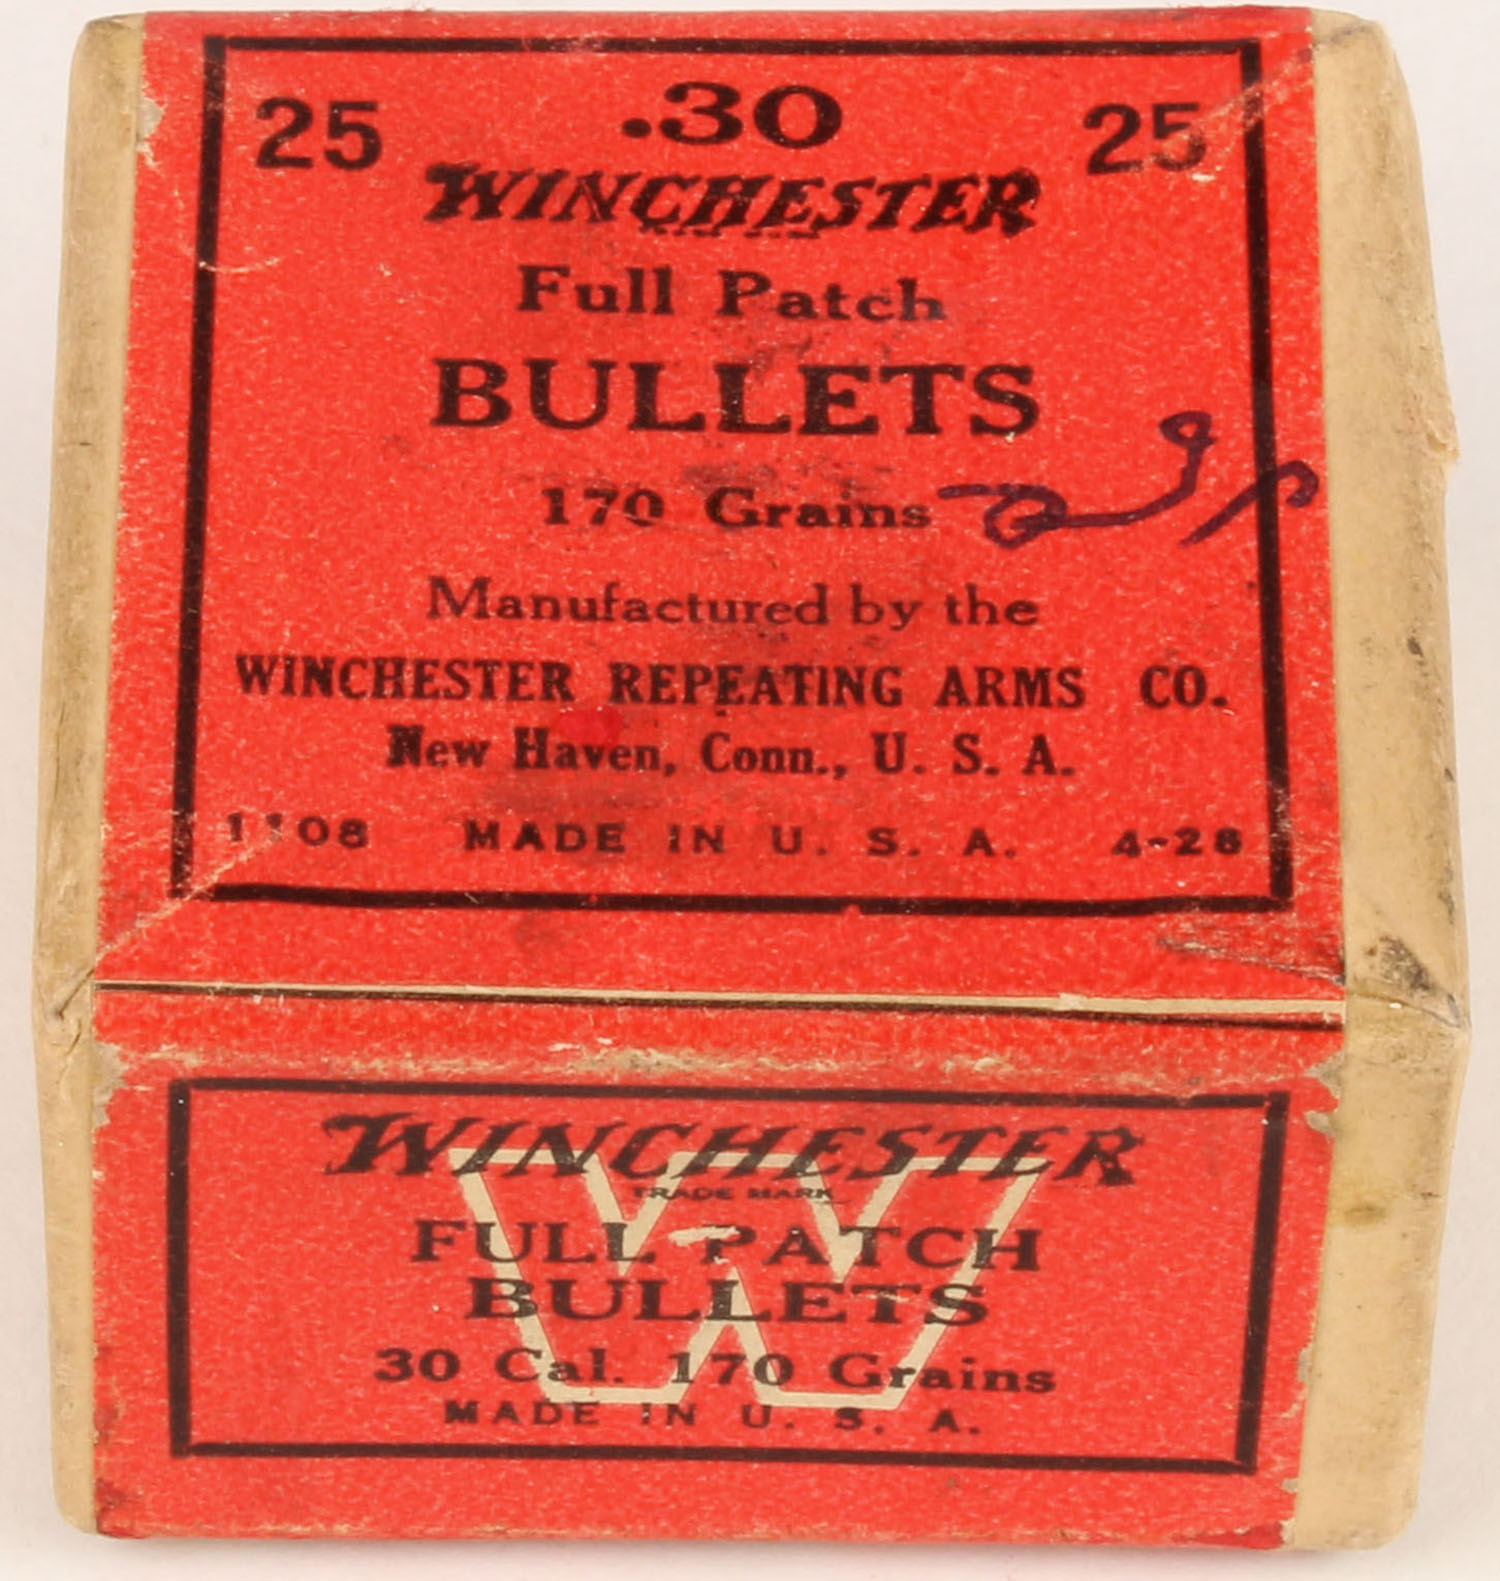 25 .30 25
WINCHESTER
Full Patch
BULLETS
170 Grains
Manufactured by the
WINCHESTER REPEATING ARMS CO.
New Haven, Conn., U. S. A.
MADE IN U. S. A. 4-28
WINCHESTER
TRADE MARK
FULL PATCH
BULLETS
30 Cal. 170 Grains
MADE IN U. S. A.